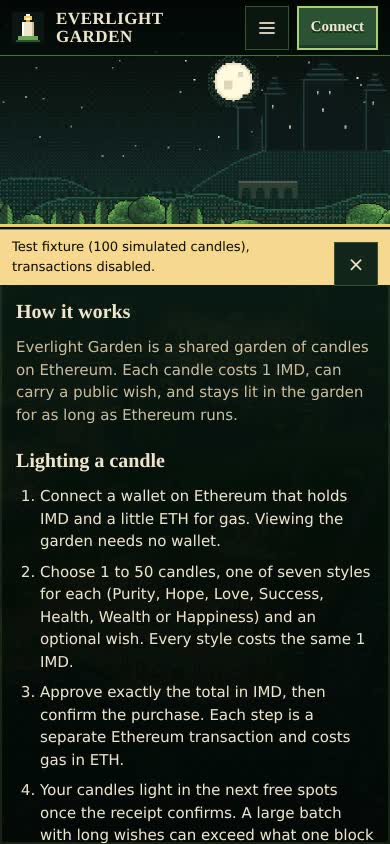 EVERLIGHT
GARDEN
Connect
Test fixture (100 simulated candles),
transactions disabled.
How it works
Everlight Garden is a shared garden of candles
on Ethereum. Each candle costs 1 IMD, can
carry a public wish, and stays lit in the garden
for as long as Ethereum runs.
Lighting a candle
1. Connect a wallet on Ethereum that holds
IMD and a little ETH for gas. Viewing the
garden needs no wallet.
2. Choose 1 to 50 candles, one of seven styles
for each (Purity, Hope, Love, Success,
Health, Wealth or Happiness) and an
optional wish. Every style costs the same 1
IMD.
3. Approve exactly the total in IMD, then
confirm the purchase. Each step is a
separate Ethereum transaction and costs
gas in ETH.
4. Your candles light in the next free spots
once the receipt confirms. A large batch
with long wishes can exceed what one block